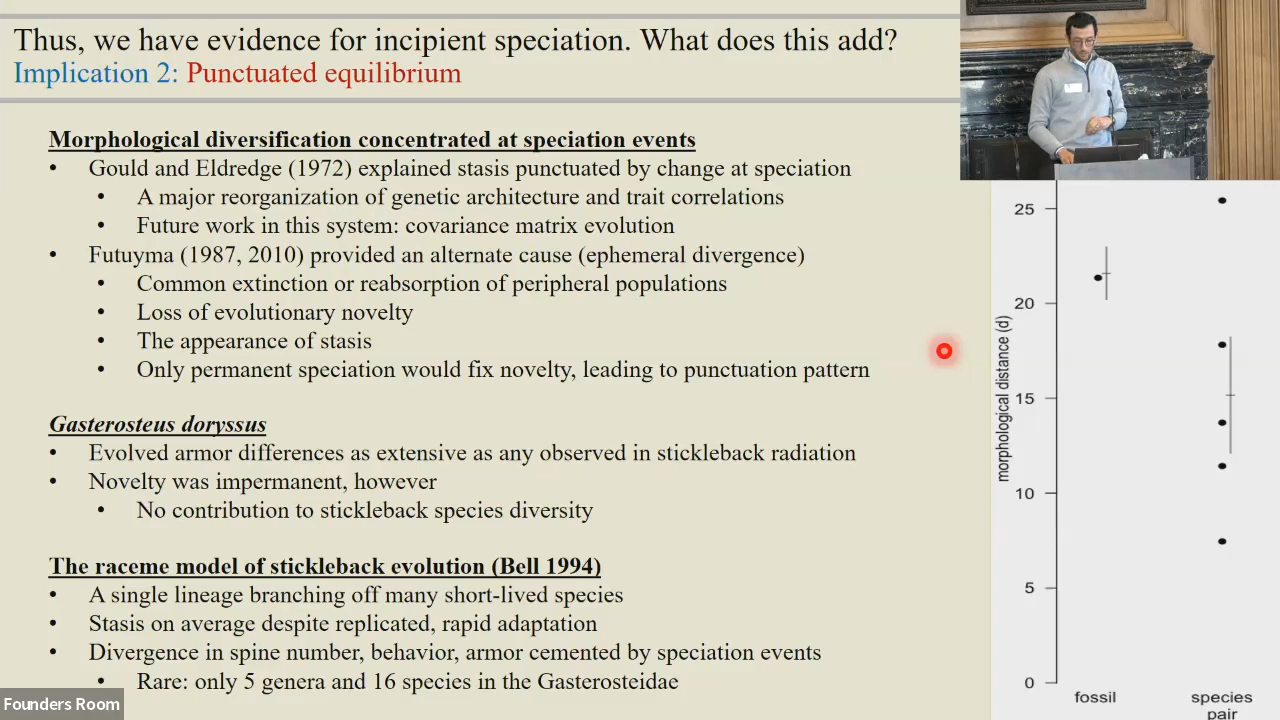 Thus, we have evidence for incipient speciation. What does this add?
Implication 2: Punctuated equilibrium
Morphological diversification concentrated at speciation events
• Gould and Eldredge (1972) explained stasis punctuated by change at speciation
• A major reorganization of genetic architecture and trait correlations
• Future work in this system: covariance matrix evolution
• Futuyma (1987, 2010) provided an alternate cause (ephemeral divergence)
• Common extinction or reabsorption of peripheral populations
• Loss of evolutionary novelty
• The appearance of stasis
• Only permanent speciation would fix novelty, leading to punctuation pattern
Gasterosteus doryssus
• Evolved armor differences as extensive as any observed in stickleback radiation
• Novelty was impermanent, however
• No contribution to stickleback species diversity
The raceme model of stickleback evolution (Bell 1994)
• A single lineage branching off many short-lived species
• Stasis on average despite replicated, rapid adaptation
• Divergence in spine number, behavior, armor cemented by speciation events
• Rare: only 5 genera and 16 species in the Gasterosteidae
Founders Room
morphological distance (d)
25
20
15
10
5
0
fossil
species
pair